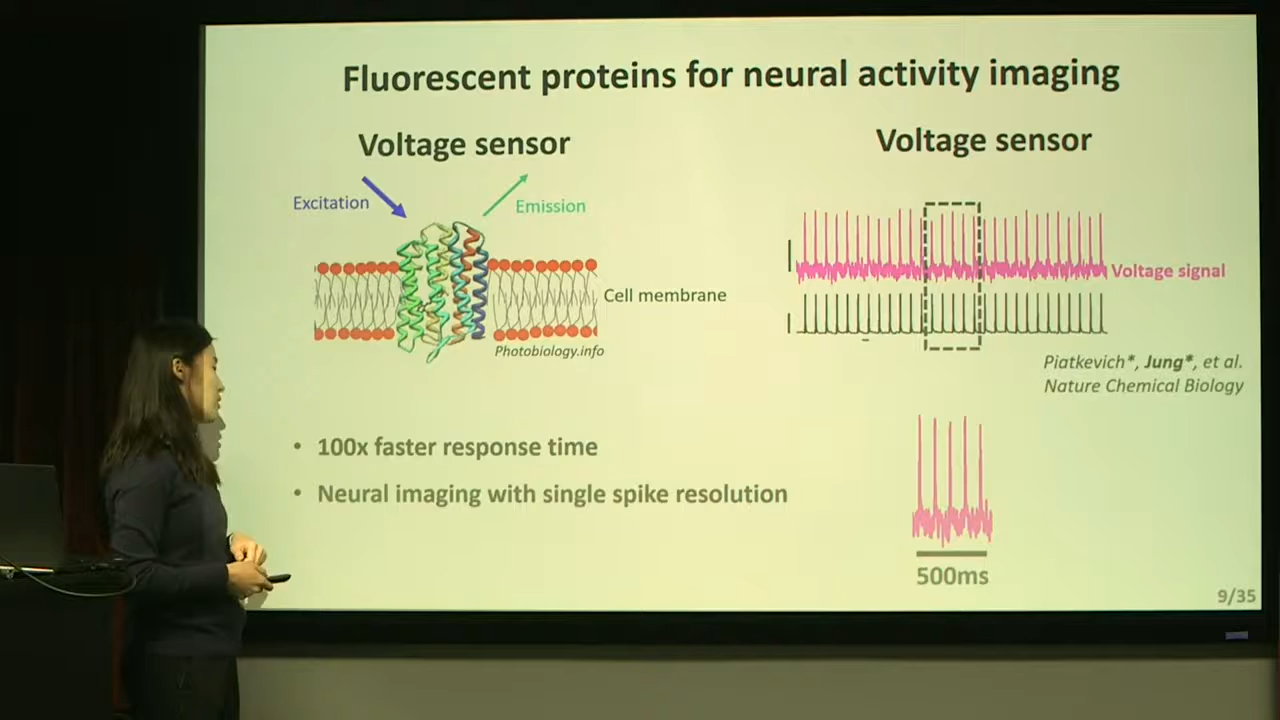 Fluorescent proteins for neural activity imaging
Voltage sensor
Excitation
Emission
Cell membrane
Photobiology.info
• 100x faster response time
• Neural imaging with single spike resolution
Voltage sensor
Voltage signal
Piatkevich*, Jung*, et al.
Nature Chemical Biology
500ms
9/35